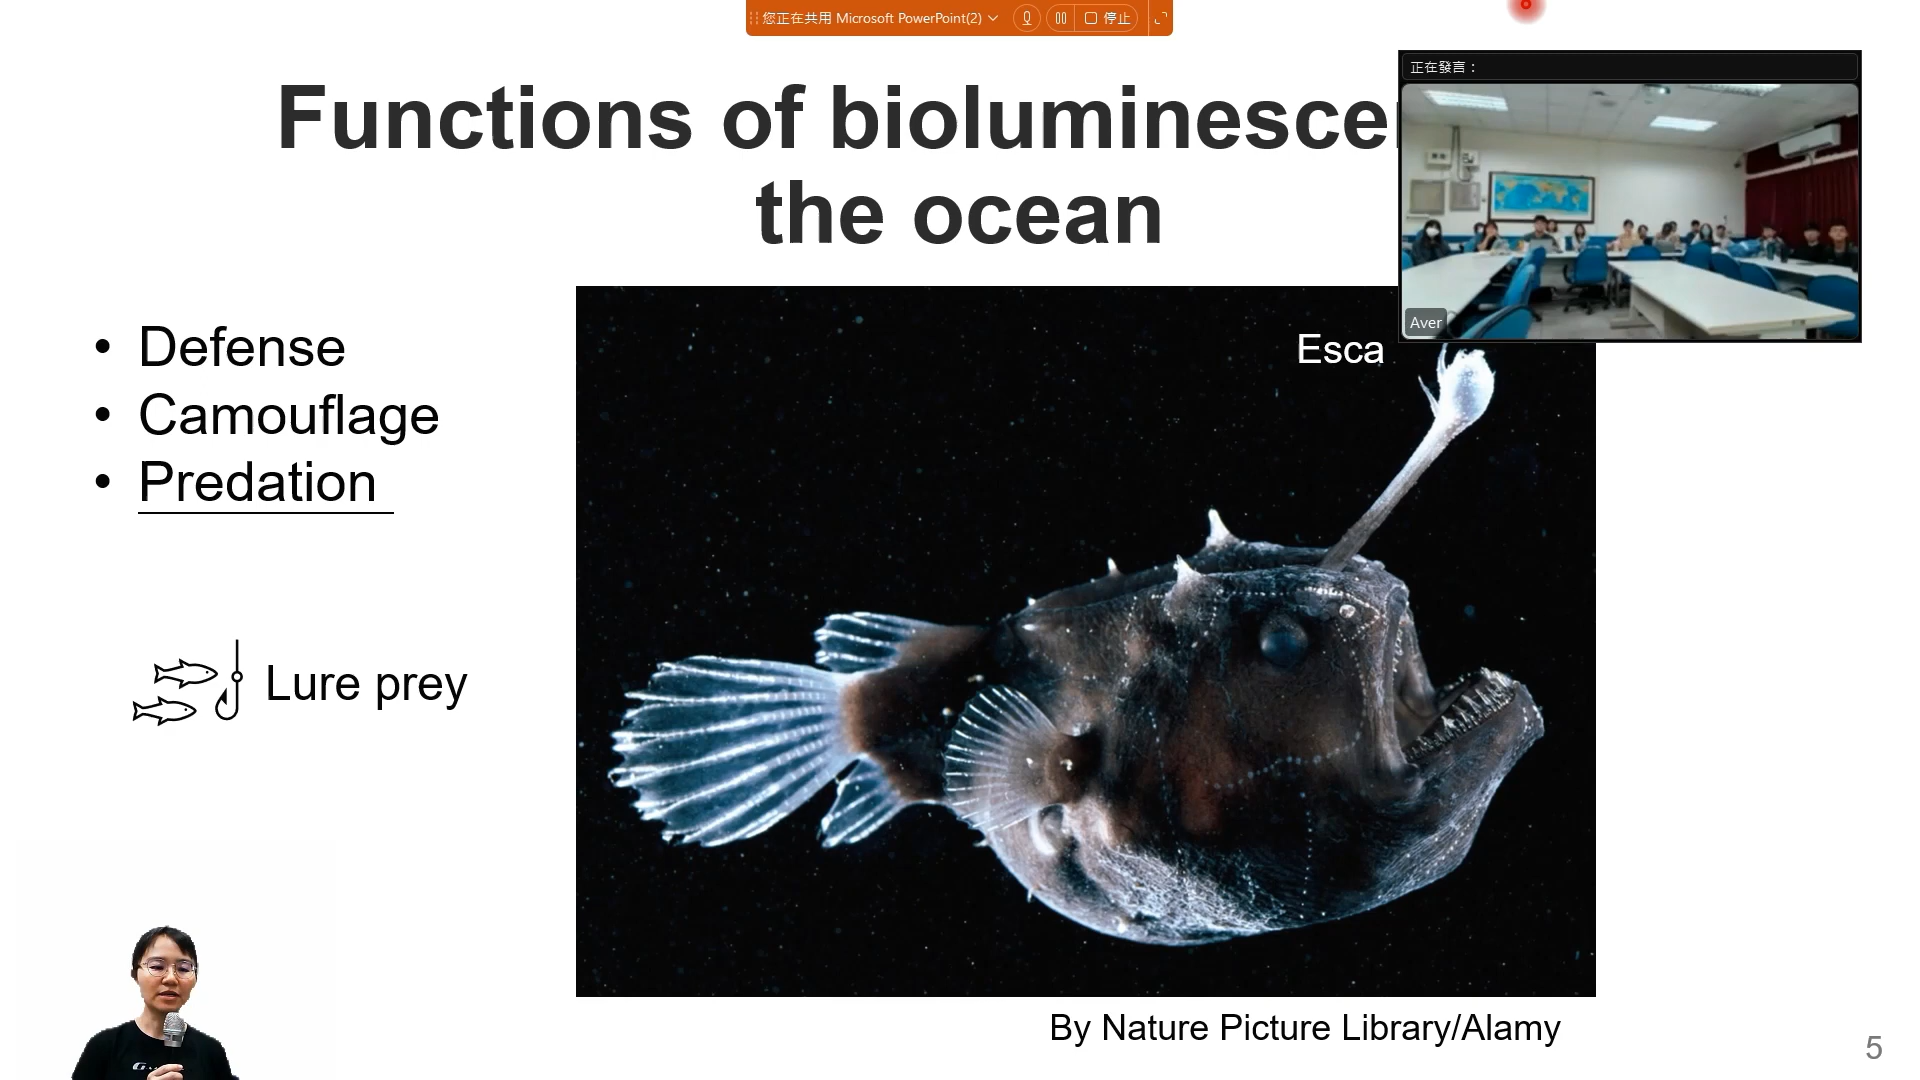 您正在共用 Microsoft PowerPoint(2)
停止
正在發言：
Functions of biolumines
the ocean
Aver
Esca
• Defense
• Camouflage
• Predation
Lure prey
By Nature Picture Library/Alamy
5